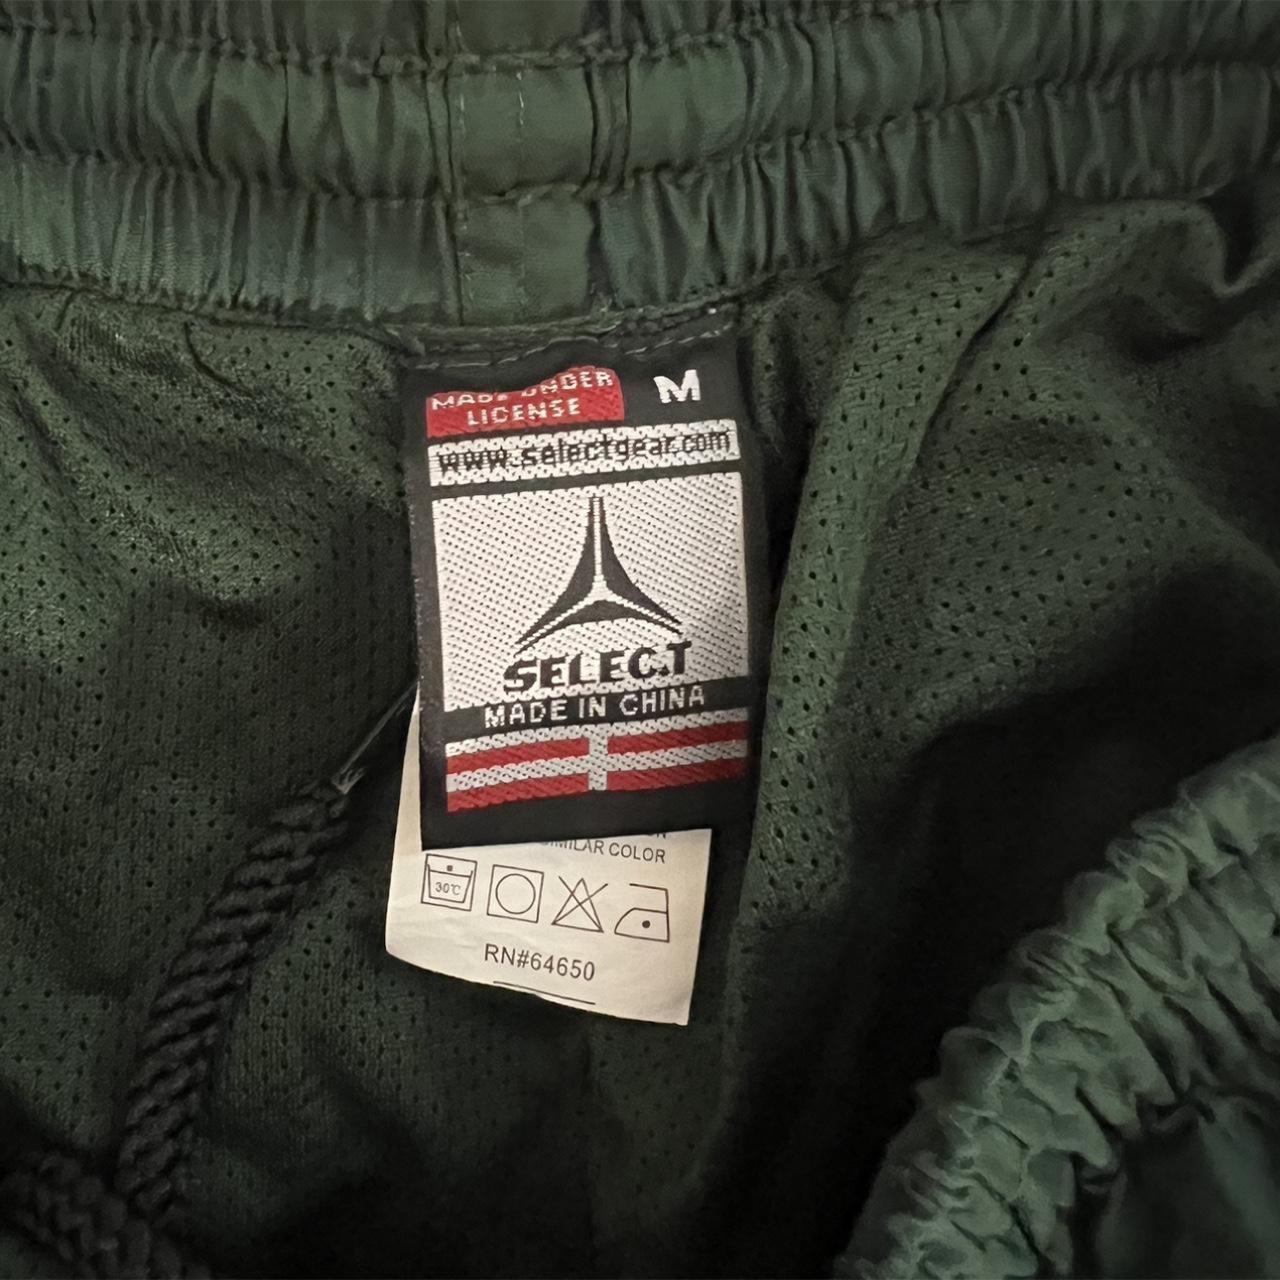 MADE UNDER
LICENSE
M
www.selectgear.com
SELECT
MADE IN CHINA
SIMILAR COLOR
30°C
RN#64650